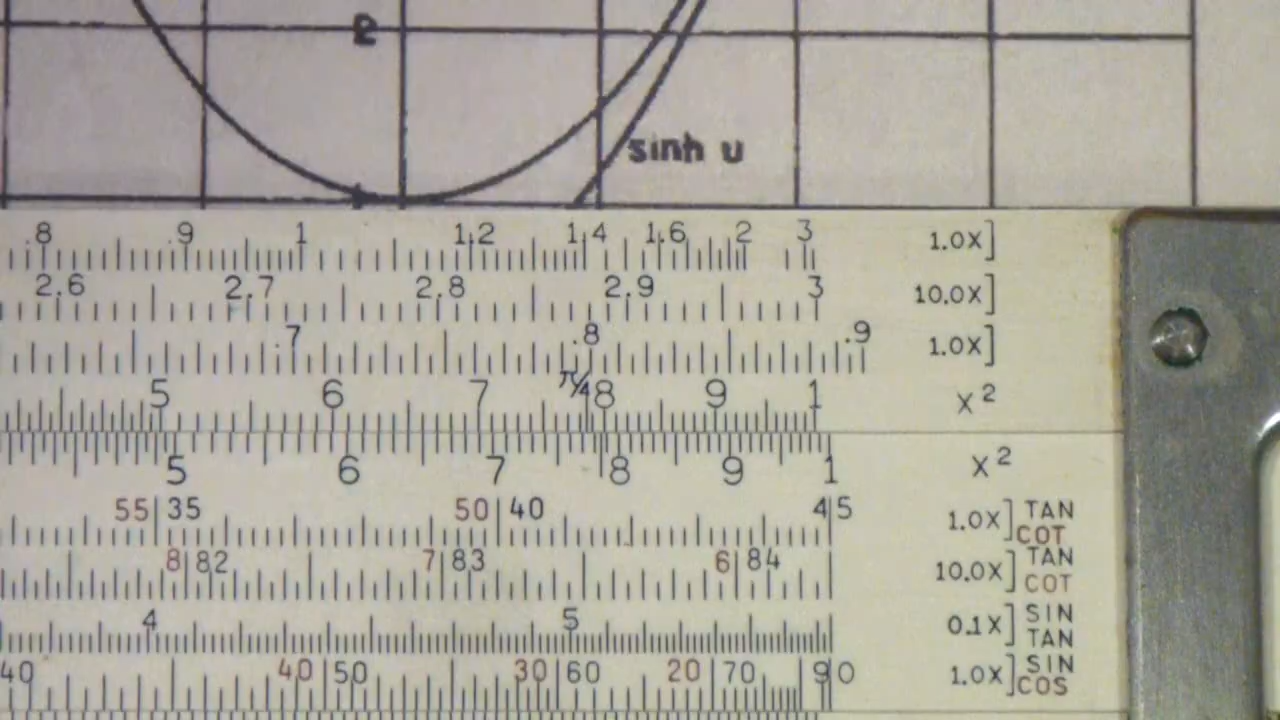 2
sinh u
.8 .9 1 1.2 1.4 1.6 2 3 1.0X]
2.6 2.7 2.8 2.9 3 10.0X]
.7 .8 .9 1.0X]
5 6 7 π/4 8 9 1 X²
5 6 7 8 9 1 X²
55|35 50|40 45 1.0X] TAN COT
8|82 7|83 6|84 10.0X] TAN COT
4 5 0.1X] SIN TAN
40 40|50 30|60 20|70 90 1.0X] SIN COS